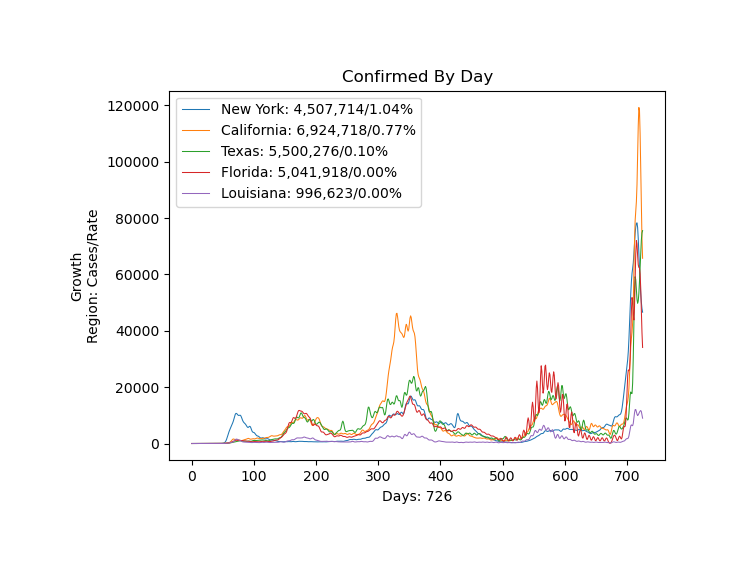 Confirmed By Day
New York: 4,507,714/1.04%
California: 6,924,718/0.77%
Texas: 5,500,276/0.10%
Florida: 5,041,918/0.00%
Louisiana: 996,623/0.00%
120000
100000
80000
60000
40000
20000
0
Growth
Region: Cases/Rate
0 100 200 300 400 500 600 700
Days: 726